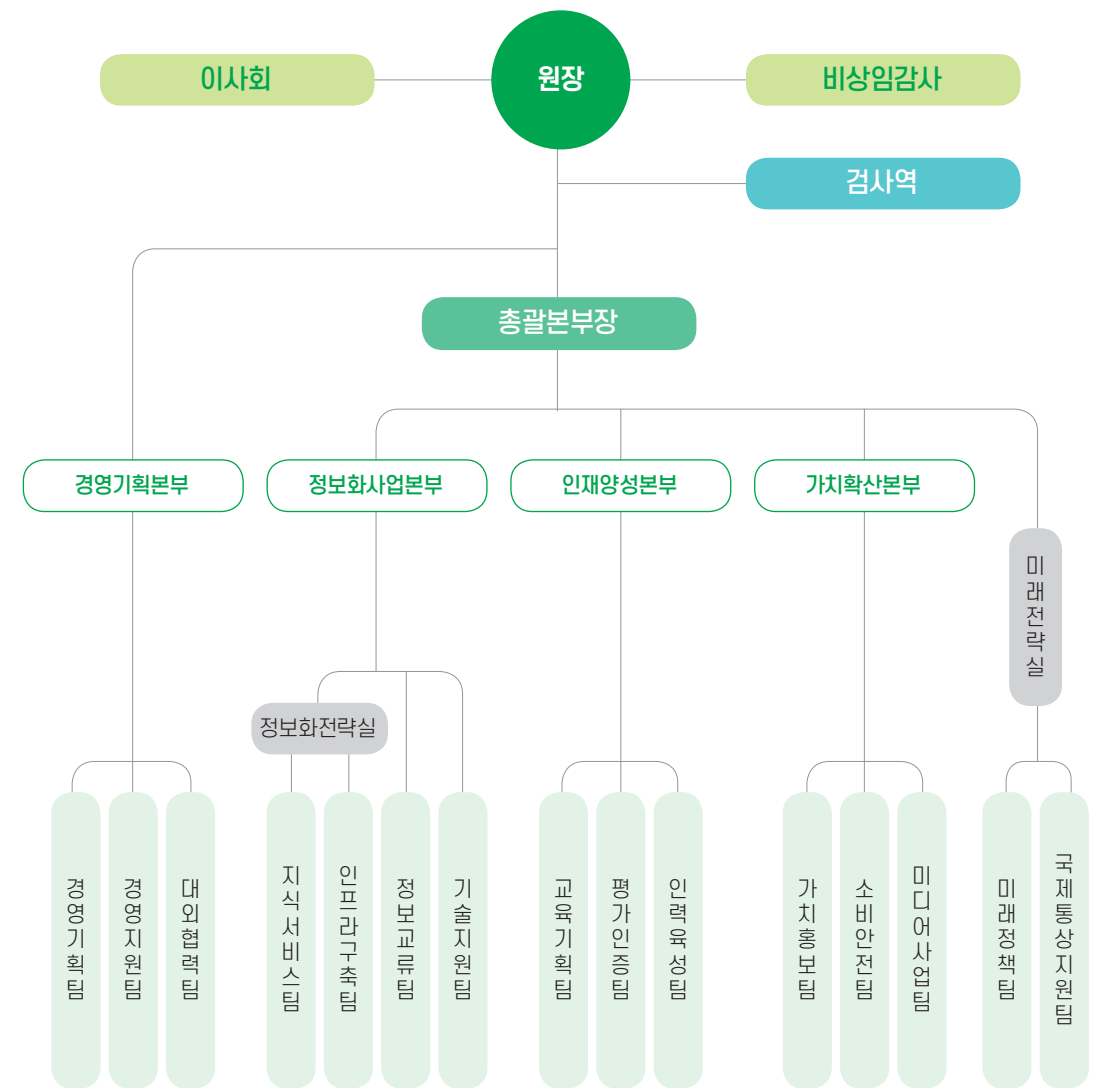 이사회
원장
비상임감사
검사역
총괄본부장
경영기획본부
정보화사업본부
인재양성본부
가치확산본부
미래전략실
정보화전략실
경영기획팀
경영지원팀
대외협력팀
지식서비스팀
인프라구축팀
정보교류팀
기술지원팀
교육기획팀
평가인증팀
인력육성팀
가치홍보팀
소비안전팀
미디어사업팀
미래정책팀
국제통상지원팀